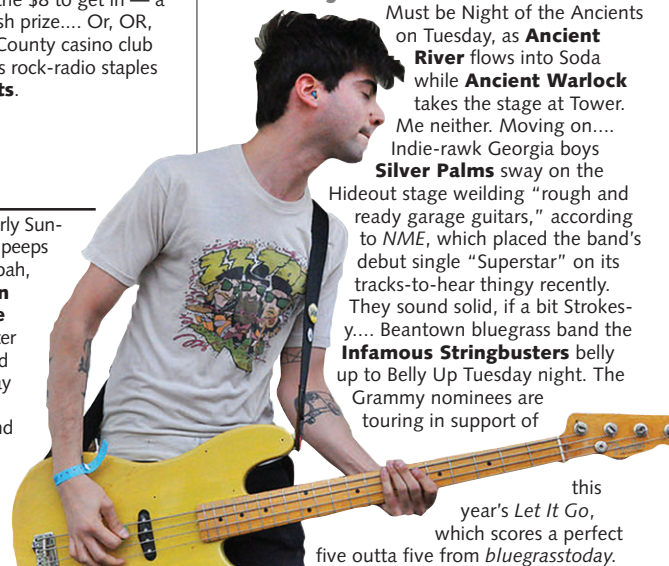 the $8 to get in — a
sh prize.... Or, OR,
County casino club
s rock-radio staples
ts.
rly Sun-
peeps
bah,
n
e
er
d
ay
nd
Must be Night of the Ancients
on Tuesday, as Ancient
River flows into Soda
while Ancient Warlock
takes the stage at Tower.
Me neither. Moving on....
Indie-rawk Georgia boys
Silver Palms sway on the
Hideout stage weilding “rough and
ready garage guitars,” according
to NME, which placed the band’s
debut single “Superstar” on its
tracks-to-hear thingy recently.
They sound solid, if a bit Strokes-
y.... Beantown bluegrass band the
Infamous Stringbusters belly
up to Belly Up Tuesday night. The
Grammy nominees are
touring in support of
this
year’s Let It Go,
which scores a perfect
five outta five from bluegrasstoday.
ZZ TOP